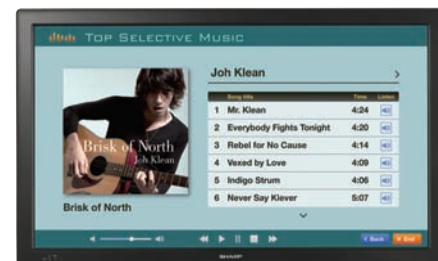 TOP SELECTIVE MUSIC
Joh Klean
Song title Time Listen
1 Mr. Klean 4:24
2 Everybody Fights Tonight 4:20
3 Rebel for No Cause 4:14
4 Vexed by Love 4:09
5 Indigo Strum 4:06
6 Never Say Kiever 5:07
Brisk of North
Joh Klean
Brisk of North
Back
End
SHARP